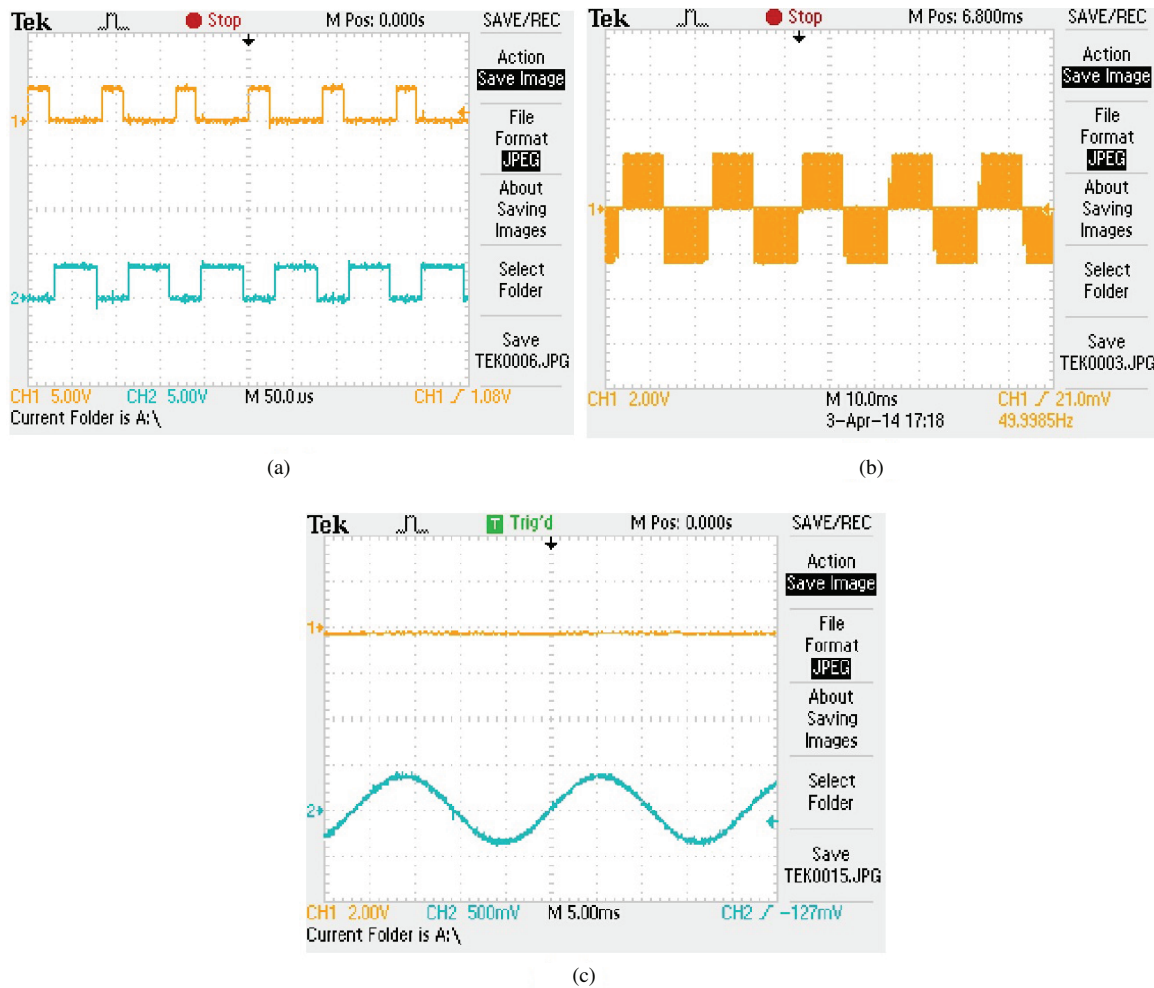 Tek Stop M Pos: 0.000s SAVE/REC
Action
Save Image
File
Format
JPEG
About
Saving
Images
Select
Folder
Save
TEK0006.JPG
1
2
CH1 5.00V CH2 5.00V M 50.0us CH1 1.08V
Current Folder is A:\
(a)
Tek Stop M Pos: 6.800ms SAVE/REC
Action
Save Image
File
Format
JPEG
About
Saving
Images
Select
Folder
Save
TEK0003.JPG
1
CH1 2.00V M 10.0ms CH1 21.0mV
3-Apr-14 17:18 49.9985Hz
(b)
Tek T Trig'd M Pos: 0.000s SAVE/REC
Action
Save Image
File
Format
JPEG
About
Saving
Images
Select
Folder
Save
TEK0015.JPG
1
2
CH1 2.00V CH2 500mV M 5.00ms CH2 -127mV
Current Folder is A:\
(c)